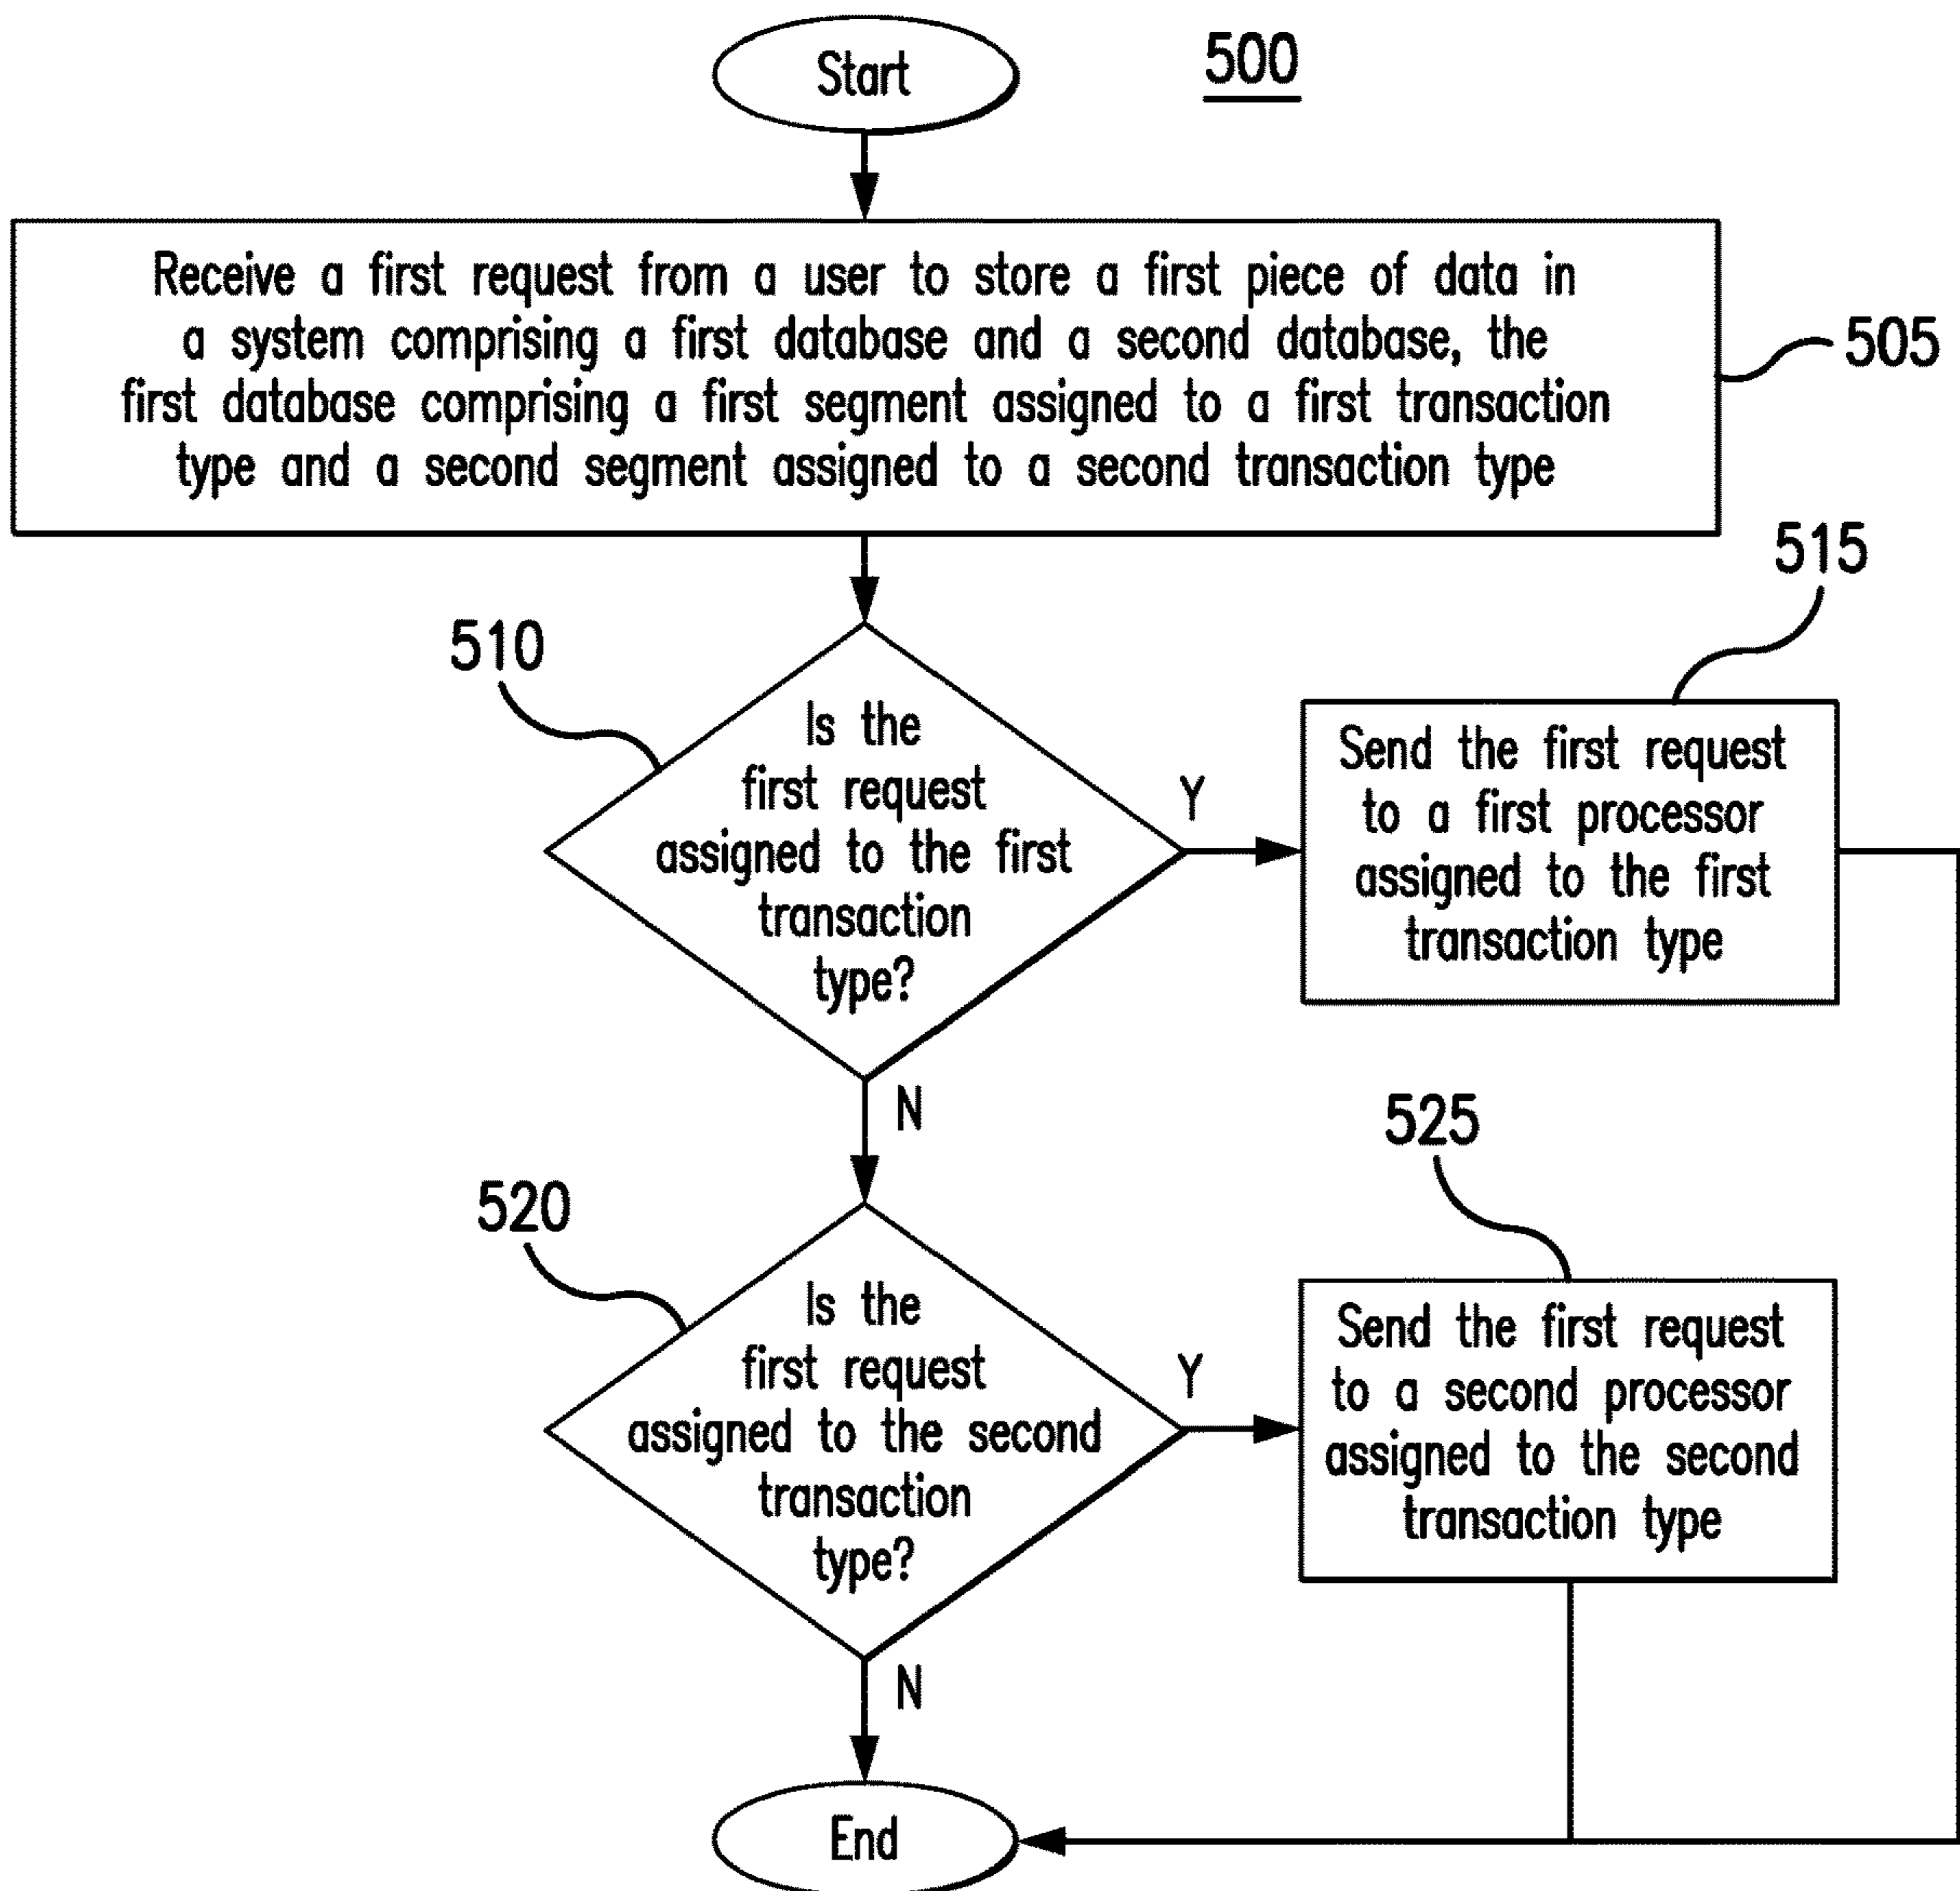 Start
500
Receive a first request from a user to store a first piece of data in
a system comprising a first database and a second database, the
first database comprising a first segment assigned to a first transaction
type and a second segment assigned to a second transaction type
505
510
Is the
first request
assigned to the first
transaction
type?
Y
515
Send the first request
to a first processor
assigned to the first
transaction type
N
520
Is the
first request
assigned to the second
transaction
type?
Y
525
Send the first request
to a second processor
assigned to the second
transaction type
N
End